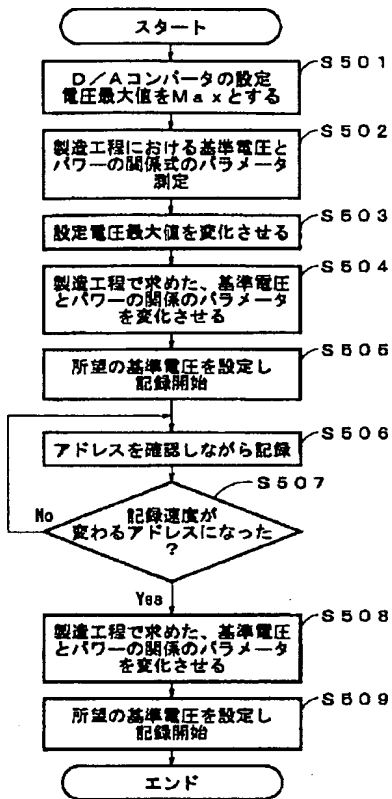 スタート
S501
D/Aコンバータの設定
電圧最大値をMaxとする
S502
製造工程における基準電圧と
パワーの関係式のパラメータ
測定
S503
設定電圧最大値を変化させる
S504
製造工程で求めた、基準電圧
とパワーの関係のパラメータ
を変化させる
S505
所望の基準電圧を設定し
記録開始
S506
アドレスを確認しながら記録
S507
記録速度が
変わるアドレスになった
?
No
Yes
S508
製造工程で求めた、基準電圧
とパワーの関係のパラメータ
を変化させる
S509
所望の基準電圧を設定し
記録開始
エンド